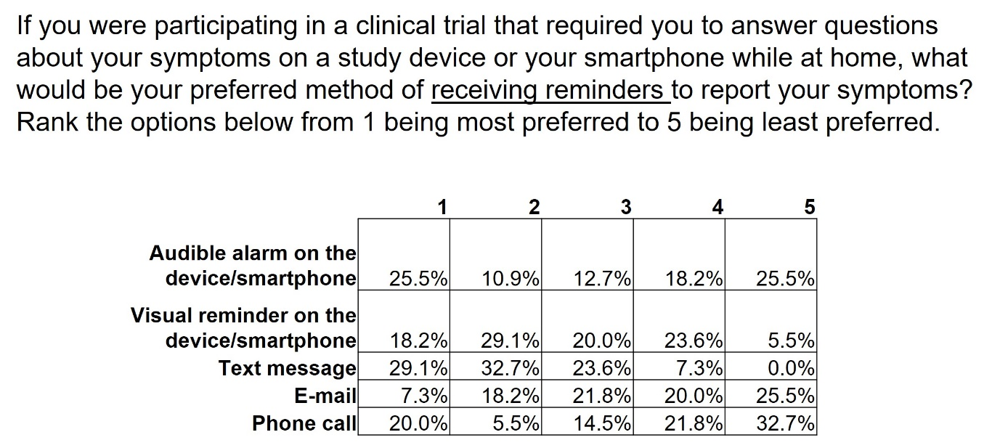 If you were participating in a clinical trial that required you to answer questions
about your symptoms on a study device or your smartphone while at home, what
would be your preferred method of receiving reminders to report your symptoms?
Rank the options below from 1 being most preferred to 5 being least preferred.
1 2 3 4 5
Audible alarm on the
device/smartphone 25.5% 10.9% 12.7% 18.2% 25.5%
Visual reminder on the
device/smartphone 18.2% 29.1% 20.0% 23.6% 5.5%
Text message 29.1% 32.7% 23.6% 7.3% 0.0%
E-mail 7.3% 18.2% 21.8% 20.0% 25.5%
Phone call 20.0% 5.5% 14.5% 21.8% 32.7%